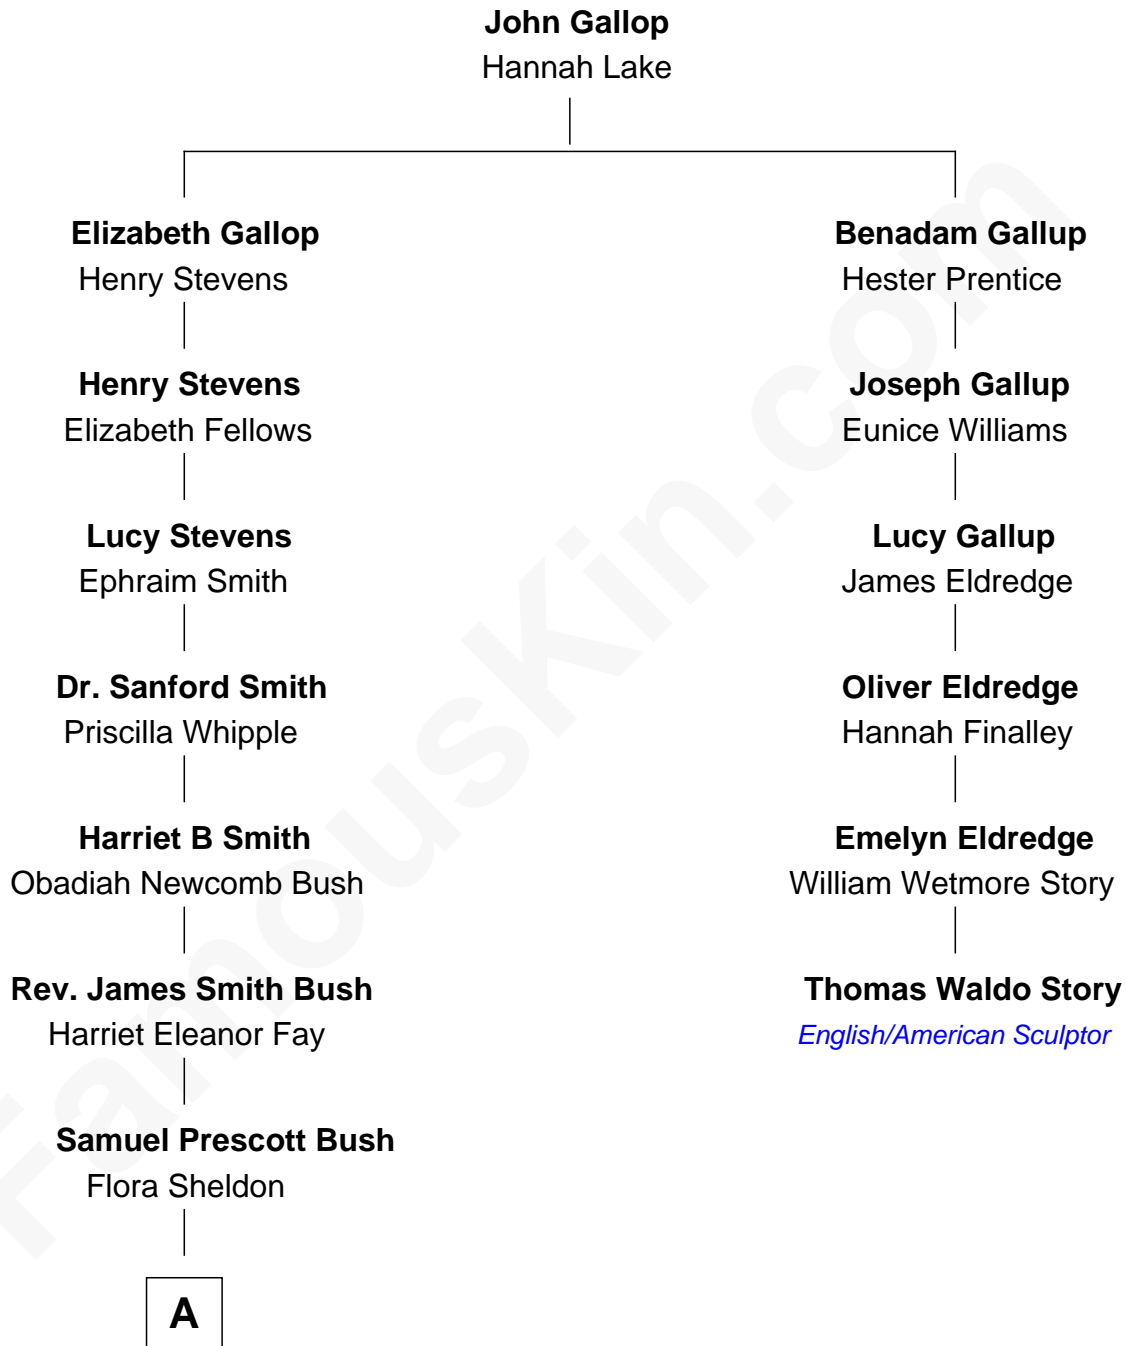 John Gallop
Hannah Lake
Elizabeth Gallop
Henry Stevens
Benadam Gallup
Hester Prentice
Henry Stevens
Elizabeth Fellows
Joseph Gallup
Eunice Williams
Lucy Stevens
Ephraim Smith
Lucy Gallup
James Eldredge
Dr. Sanford Smith
Priscilla Whipple
Oliver Eldredge
Hannah Finalley
Harriet B Smith
Obadiah Newcomb Bush
Emelyn Eldredge
William Wetmore Story
Rev. James Smith Bush
Harriet Eleanor Fay
Thomas Waldo Story
English/American Sculptor
Samuel Prescott Bush
Flora Sheldon
A
FamousKin.com